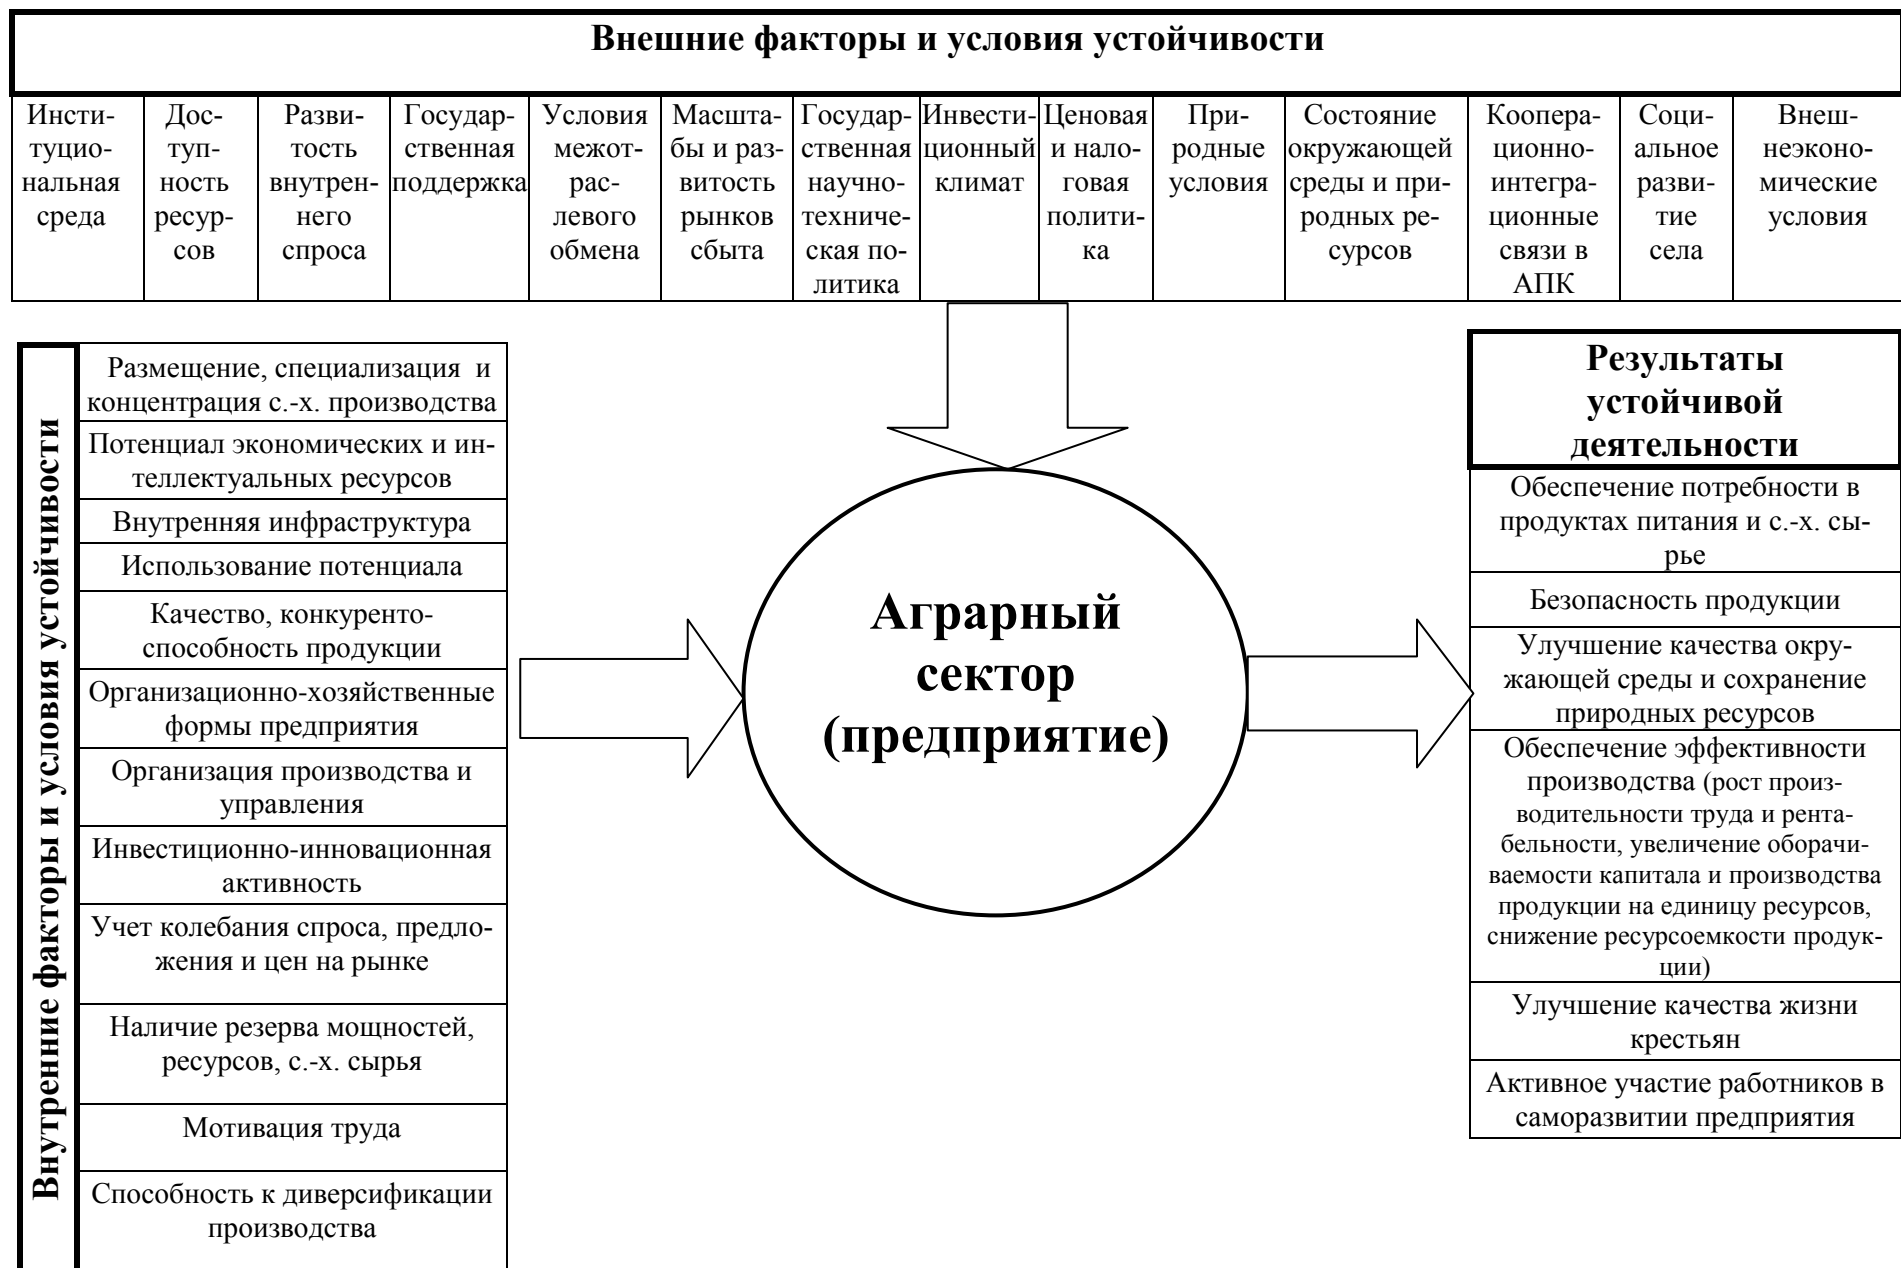 Внешние факторы и условия устойчивости
Инсти-
туцио-
нальная
среда
Дос-
туп-
ность
ресур-
сов
Разви-
тость
внутрен-
него
спроса
Государ-
ственная
поддержка
Условия
межот-
рас-
левого
обмена
Масшта-
бы и раз-
витость
рынков
сбыта
Государ-
ственная
научно-
техниче-
ская по-
литика
Инвести-
ционный
климат
Ценовая
и нало-
говая
полити-
ка
При-
родные
условия
Состояние
окружающей
среды и при-
родных ре-
сурсов
Коопера-
ционно-
интегра-
ционные
связи в
АПК
Соци-
альное
разви-
тие
села
Внеш-
неэконо-
мические
условия
Внутренние факторы и условия устойчивости
Размещение, специализация и
концентрация с.-х. производства
Потенциал экономических и ин-
теллектуальных ресурсов
Внутренняя инфраструктура
Использование потенциала
Качество, конкуренто-
способность продукции
Организационно-хозяйственные
формы предприятия
Организация производства и
управления
Инвестиционно-инновационная
активность
Учет колебания спроса, предло-
жения и цен на рынке
Наличие резерва мощностей,
ресурсов, с.-х. сырья
Мотивация труда
Способность к диверсификации
производства
Аграрный
сектор
(предприятие)
Результаты
устойчивой
деятельности
Обеспечение потребности в
продуктах питания и с.-х. сы-
рье
Безопасность продукции
Улучшение качества окру-
жающей среды и сохранение
природных ресурсов
Обеспечение эффективности
производства (рост произ-
водительности труда и рента-
бельности, увеличение оборачи-
ваемости капитала и производства
продукции на единицу ресурсов,
снижение ресурсоемкости продук-
ции)
Улучшение качества жизни
крестьян
Активное участие работников в
саморазвитии предприятия